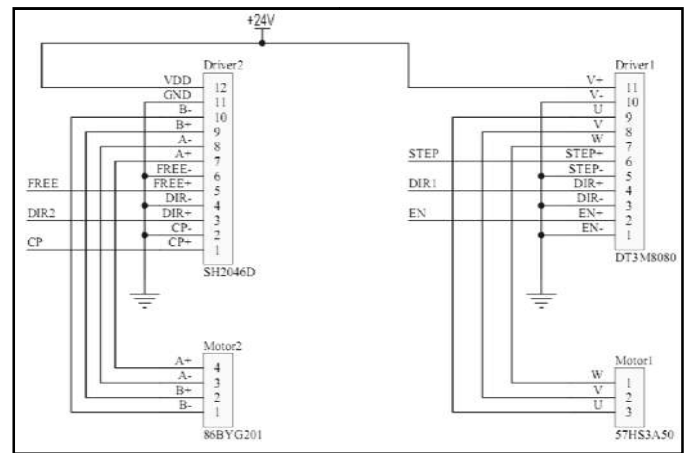 +24V
Driver2
VDD 12
GND 11
B- 10
B+ 9
A- 8
A+ 7
FREE- 6
FREE FREE+ 5
DIR- 4
DIR2 DIR+ 3
CP- 2
CP CP+ 1
SH2046D
Motor2
A+ 4
A- 3
B+ 2
B- 1
86BYG201
Driver1
V+ 11
V- 10
U 9
V 8
W 7
STEP STEP+ 6
STEP- 5
DIR1 DIR+ 4
DIR- 3
EN EN+ 2
EN- 1
DT3M8080
Motor1
W 1
V 2
U 3
57HS3A50